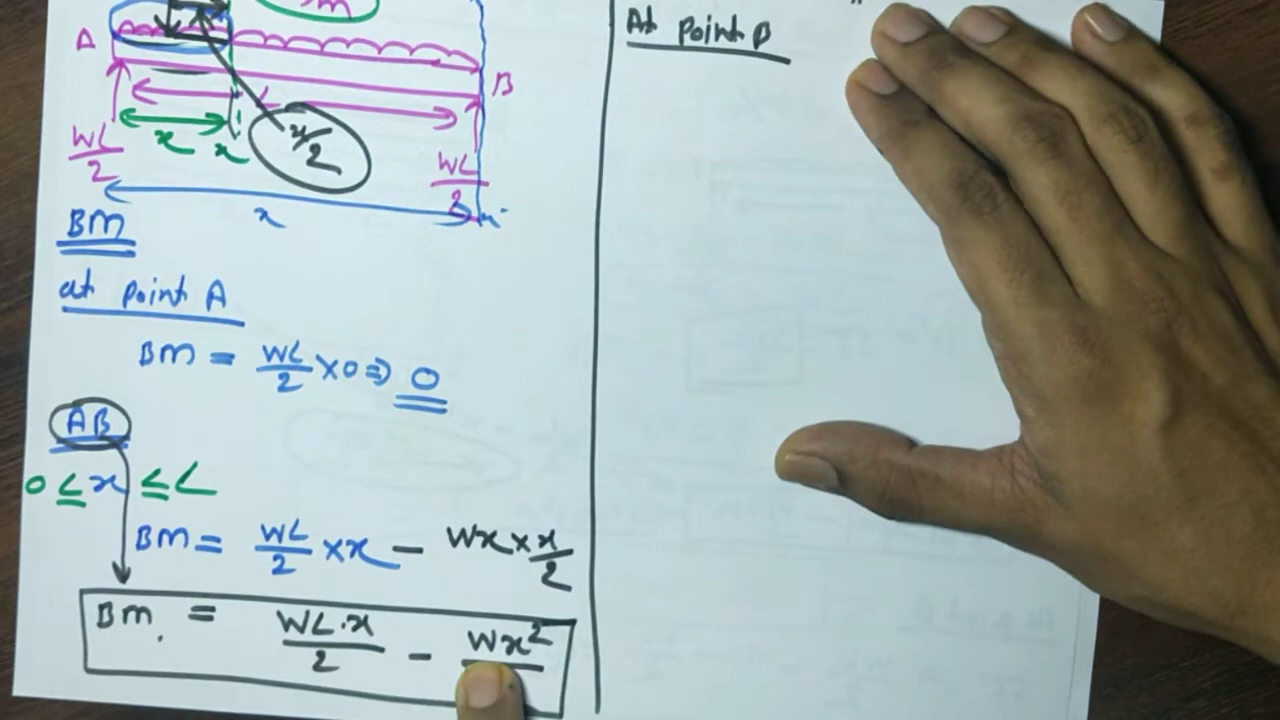 m
A
B
x
x
x/2
WL/2
WL/2
x
BM
at point A
BM = WL/2 × 0 ⇒ 0
AB
0 ≤ x ≤ L
BM = WL/2 × x - Wx × x/2
BM. = WL.x/2 - Wx²
At Point B